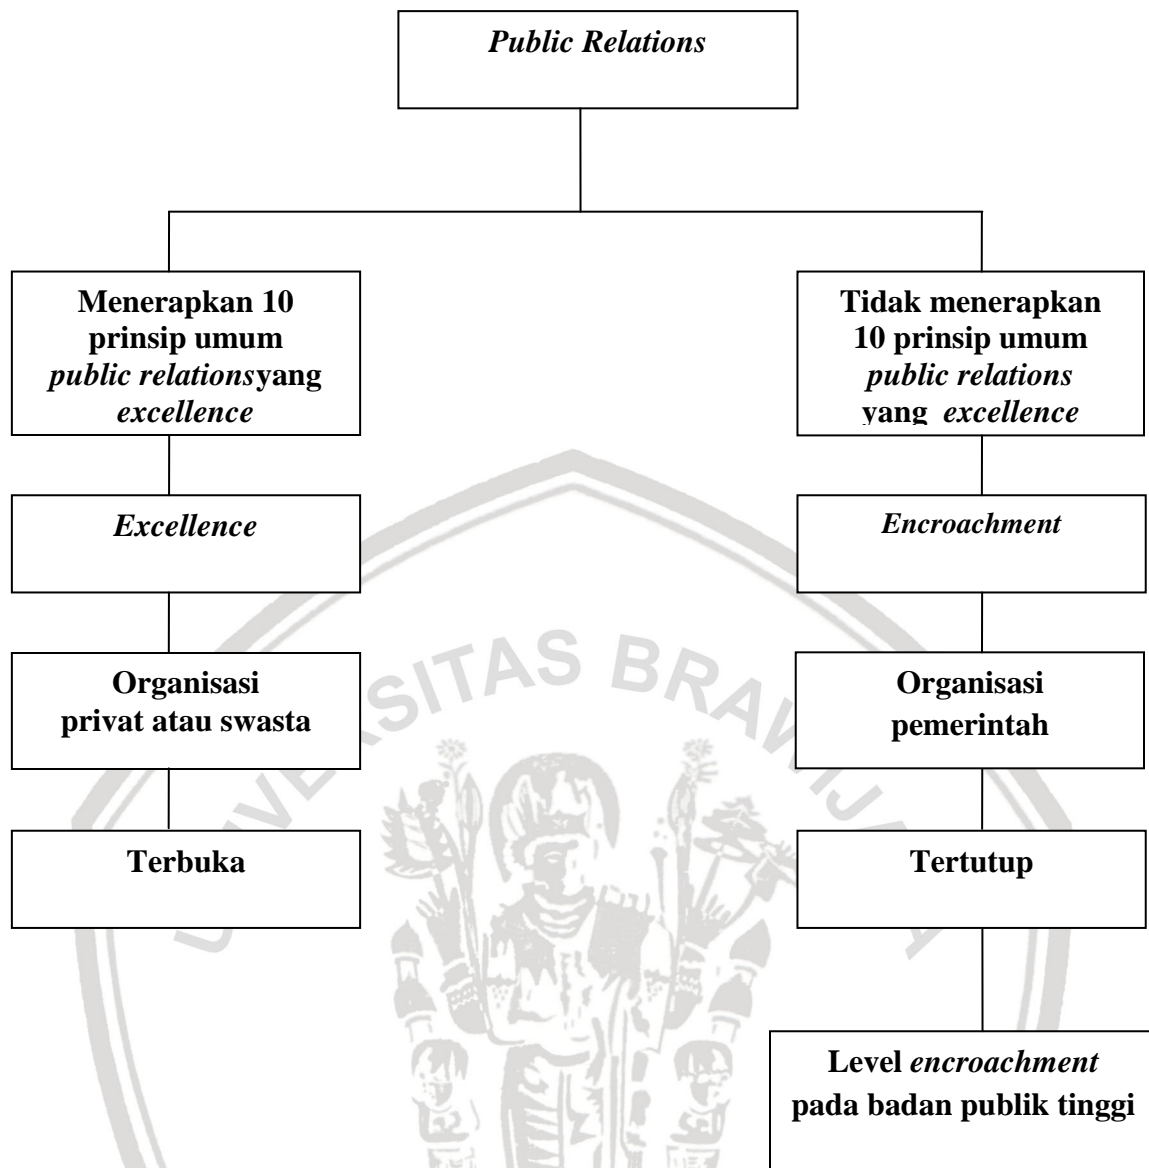 Public Relations
Menerapkan 10
prinsip umum
public relationsyang
excellence
Tidak menerapkan
10 prinsip umum
public relations
yang excellence
Excellence
Encroachment
Organisasi
privat atau swasta
Organisasi
pemerintah
Terbuka
Tertutup
Level encroachment
pada badan publik tinggi
UNIVERSITAS BRAWIJAYA